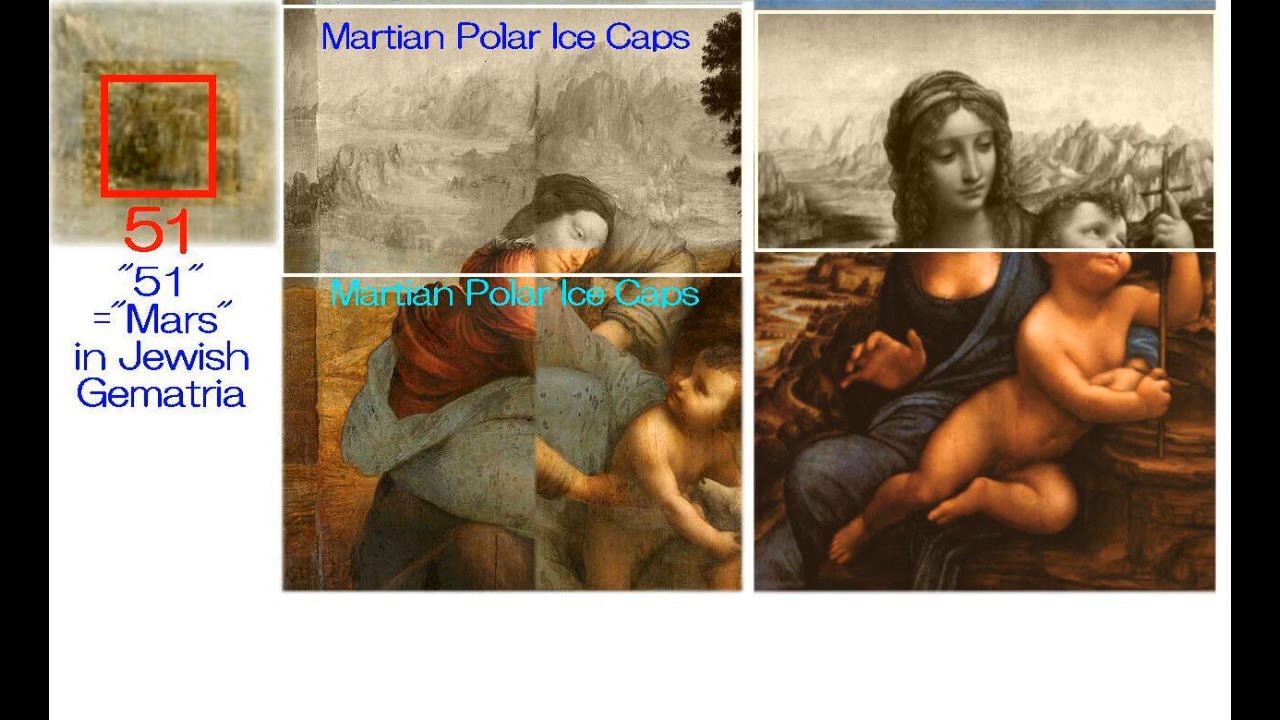 Martian Polar Ice Caps
51
"51"
="Mars"
in Jewish
Gematria
Martian Polar Ice Caps